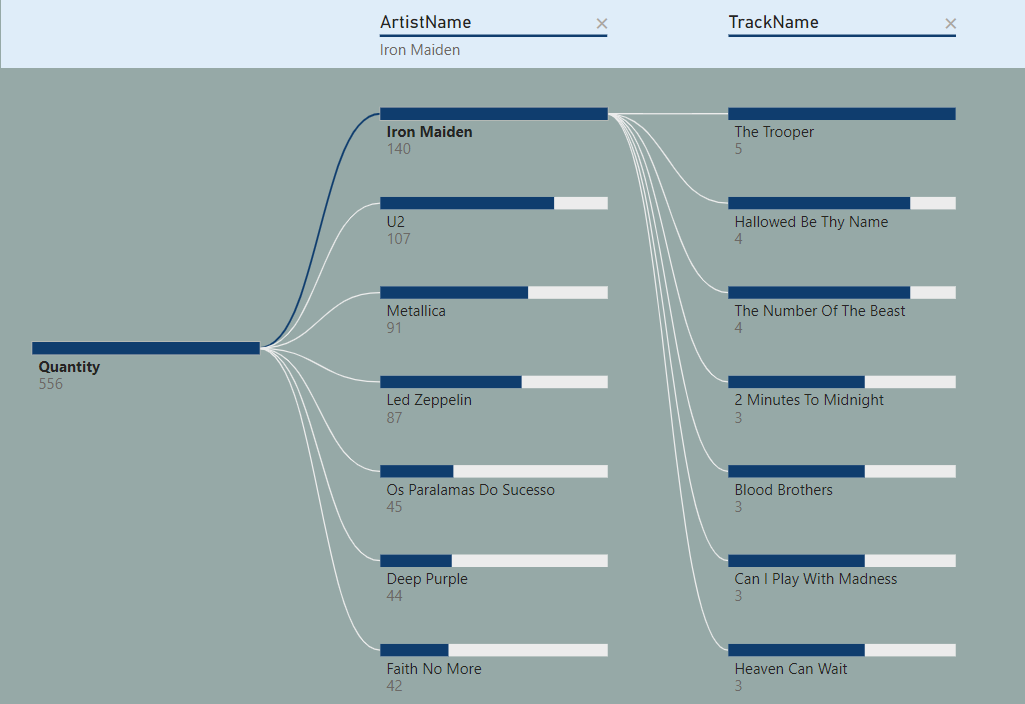 ArtistName
Iron Maiden
TrackName
Quantity
556
Iron Maiden
140
U2
107
Metallica
91
Led Zeppelin
87
Os Paralamas Do Sucesso
45
Deep Purple
44
Faith No More
42
The Trooper
5
Hallowed Be Thy Name
4
The Number Of The Beast
4
2 Minutes To Midnight
3
Blood Brothers
3
Can I Play With Madness
3
Heaven Can Wait
3